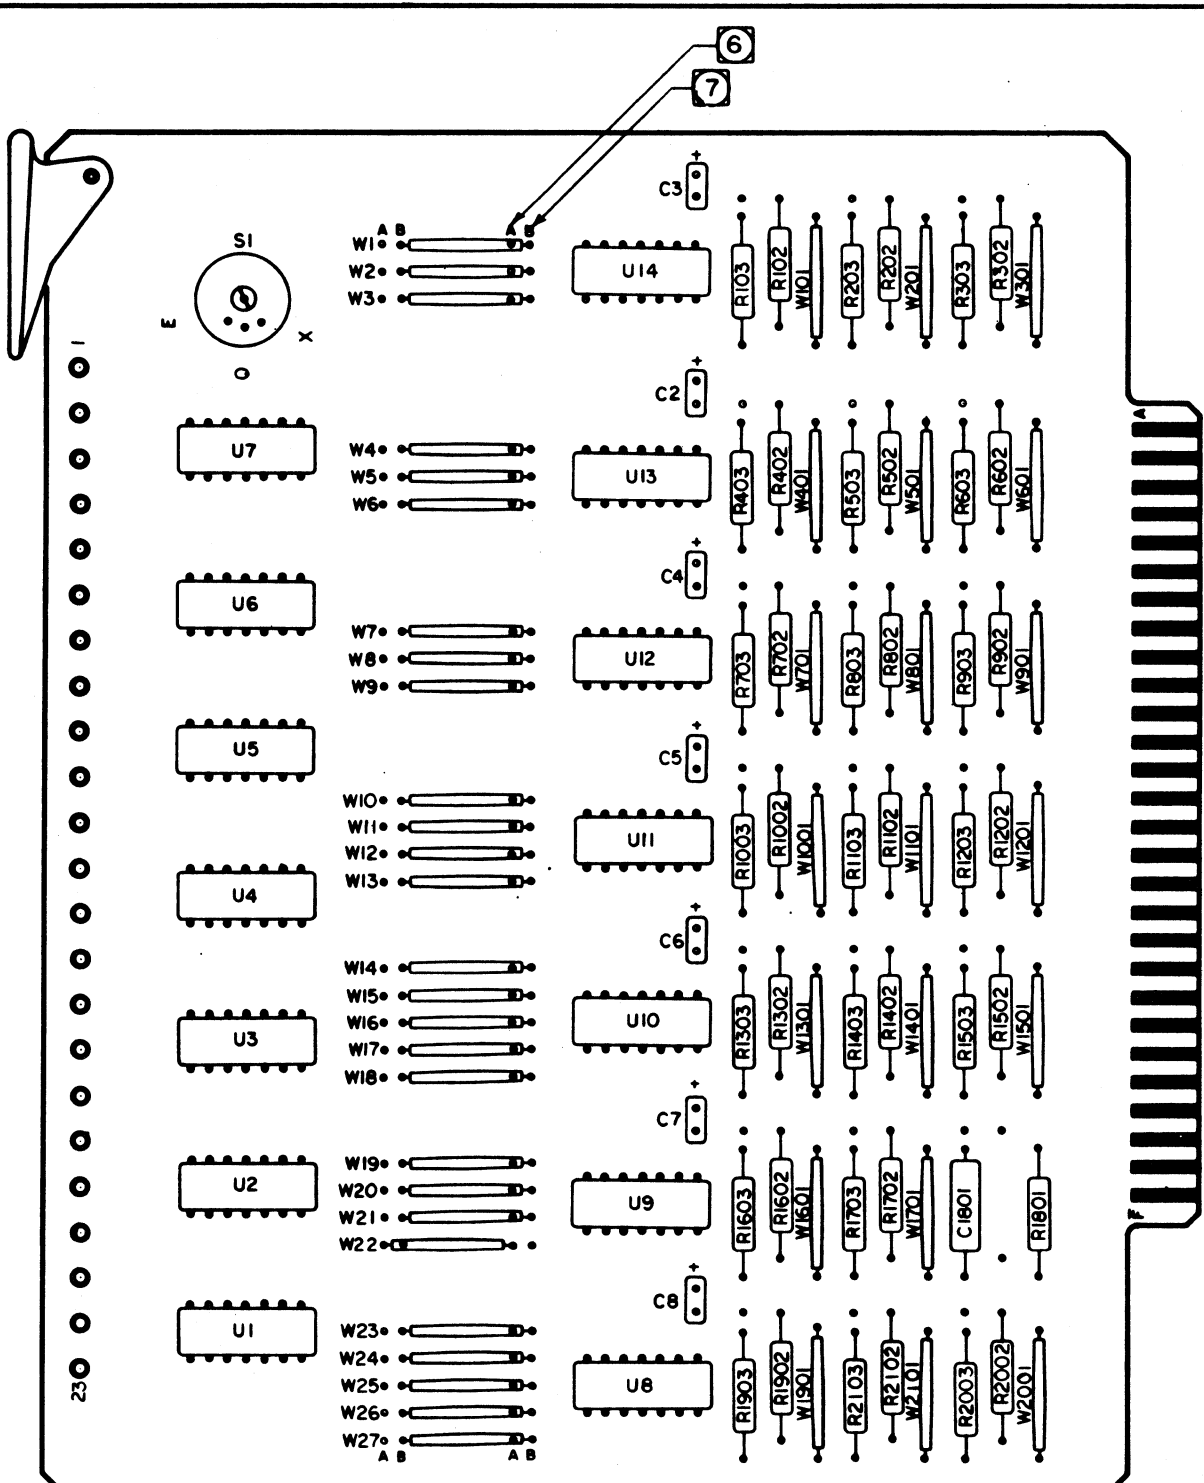 6
7
C3 +
A B A B
S1
W1
W2
W3
E
X
O
U14
R103 R102 W101 R203 R202 W201 R303 R302 W301
1
C2 +
A
U7
W4
W5
W6
U13
R403 R402 W401 R503 R502 W501 R603 R602 W601
C4 +
U6
W7
W8
W9
U12
R703 R702 W701 R803 R802 W801 R903 R902 W901
C5 +
U5
W10
W11
W12
W13
U11
R1003 R1002 W1001 R1103 R1102 W1101 R1203 R1202 W1201
U4
C6 +
W14
W15
W16
W17
W18
U3
U10
R1303 R1302 W1301 R1403 R1402 W1401 R1503 R1502 W1501
C7 +
U2
W19
W20
W21
W22
U9
R1603 R1602 W1601 R1703 R1702 W1701 C1801 R1801
F
C8 +
U1
W23
W24
W25
W26
W27
A B A B
U8
R1903 R1902 W1901 R2103 R2102 W2101 R2003 R2002 W2001
23